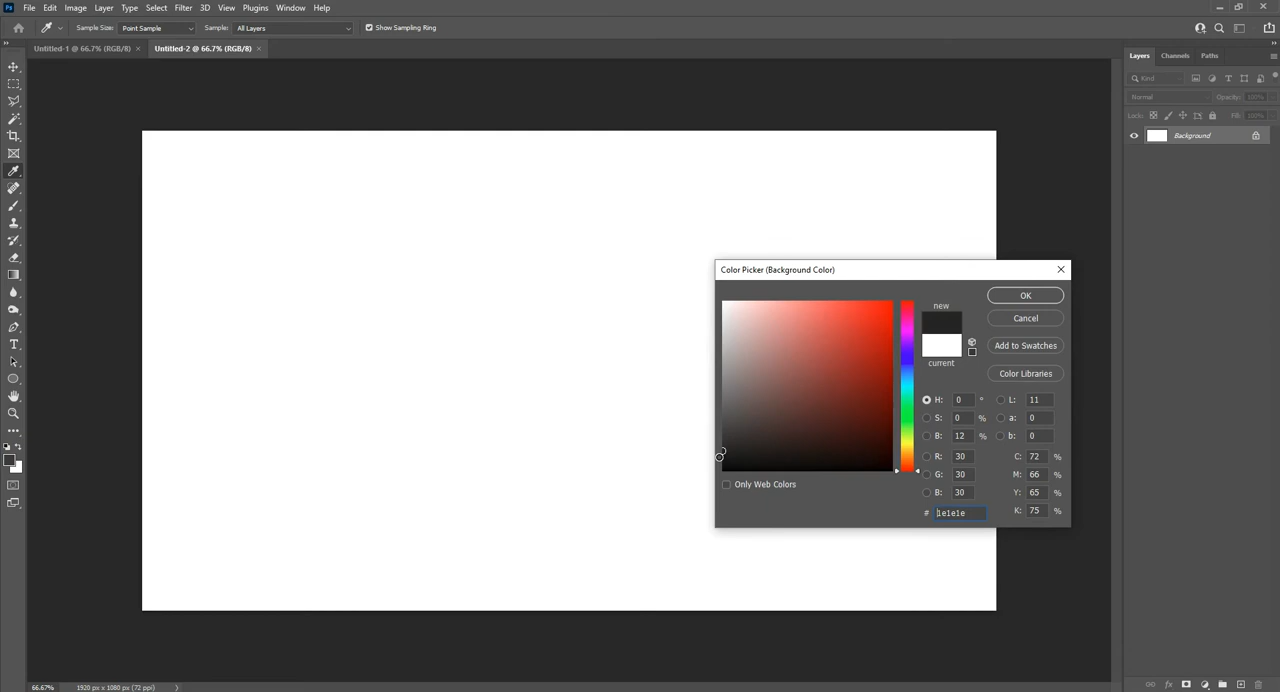 Ps File Edit Image Layer Type Select Filter 3D View Plugins Window Help
Sample Size: Point Sample Sample: All Layers Show Sampling Ring
Untitled-1 @ 66.7% (RGB/8) × Untitled-2 @ 66.7% (RGB/8) ×
Layers Channels Paths
Kind
Normal Opacity: 100%
Lock: Fill: 100%
Background
Color Picker (Background Color)
new
current
OK
Cancel
Add to Swatches
Color Libraries
H: 0 ° L: 11
S: 0 % a: 0
B: 12 % b: 0
R: 30 C: 72 %
G: 30 M: 66 %
B: 30 Y: 65 %
# 1e1e1e K: 75 %
Only Web Colors
66.67% 1920 px x 1080 px (72 ppi)